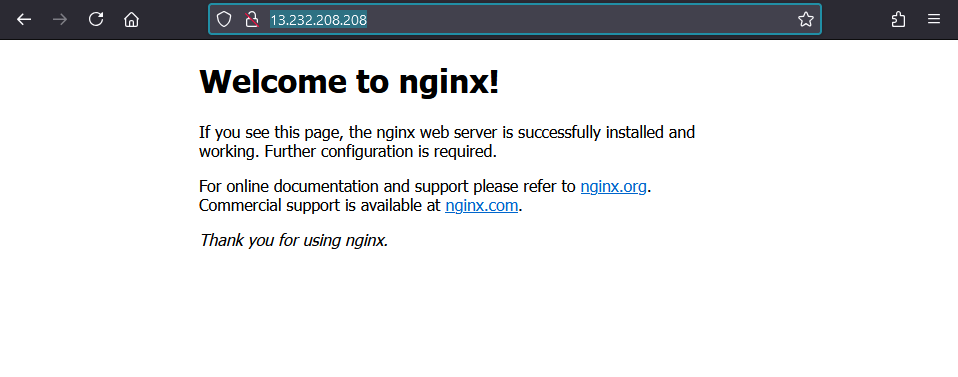 13.232.208.208
Welcome to nginx!
If you see this page, the nginx web server is successfully installed and
working. Further configuration is required.
For online documentation and support please refer to nginx.org.
Commercial support is available at nginx.com.
Thank you for using nginx.